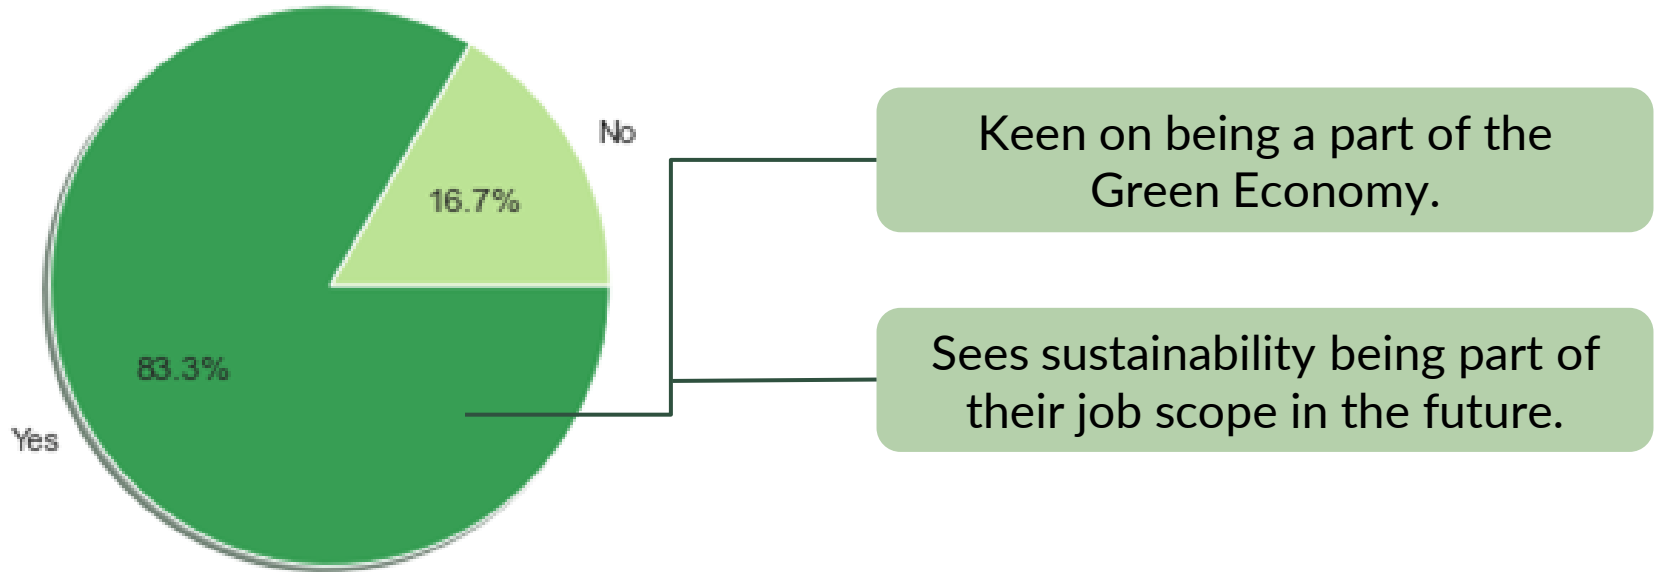 No
16.7%
83.3%
Yes
Keen on being a part of the
Green Economy.
Sees sustainability being part of
their job scope in the future.